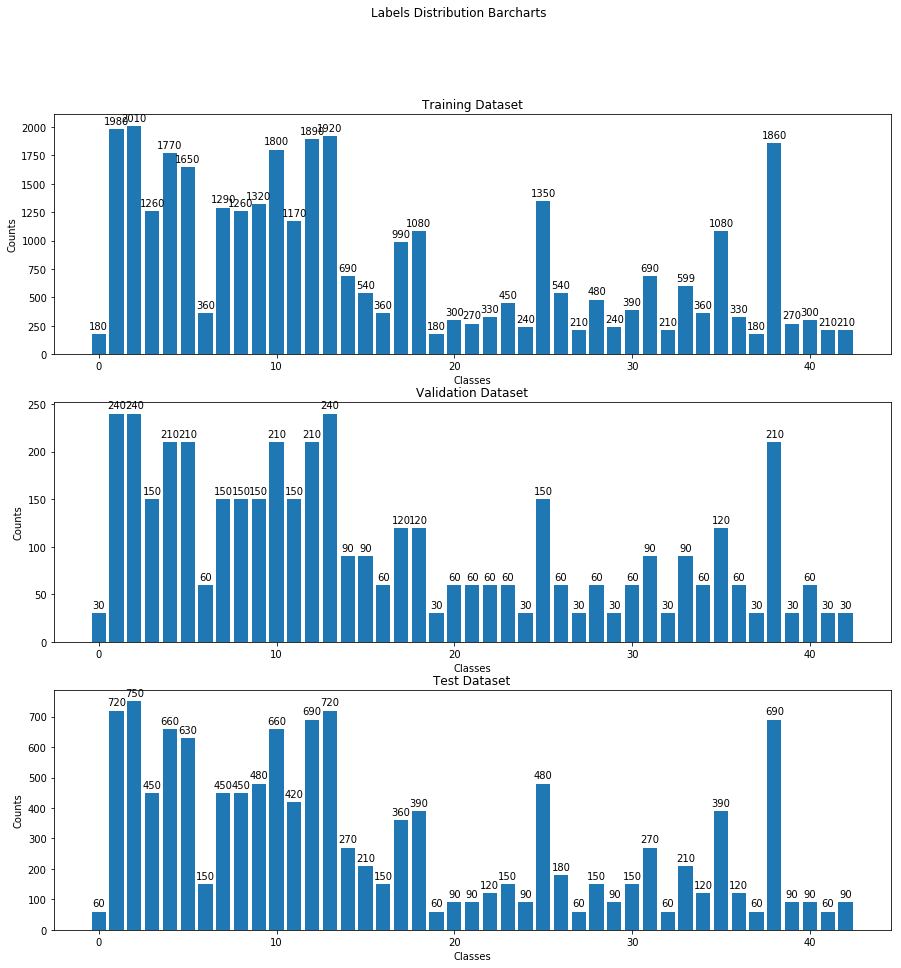 Labels Distribution Barcharts
Training Dataset
Counts
2000
1750
1500
1250
1000
750
500
250
0
180 1980 2010 1260 1770 1650 360 1290 1260 1320 1800 1170 1890 1920 690 540 360 990 1080 180 300 270 330 450 240 1350 540 210 480 240 390 690 210 599 360 1080 330 180 1860 270 300 210 210
0 10 20 30 40
Classes
Validation Dataset
Counts
250
200
150
100
50
0
30 240 240 150 210 210 60 150 150 150 210 150 210 240 90 90 60 120 120 30 60 60 60 60 30 150 60 30 60 30 60 90 30 90 60 120 60 30 210 30 60 30 30
0 10 20 30 40
Classes
Test Dataset
Counts
700
600
500
400
300
200
100
0
60 720 750 450 660 630 150 450 450 480 660 420 690 720 270 210 150 360 390 60 90 90 120 150 90 480 180 60 150 90 150 270 60 210 120 390 120 60 690 90 90 60 90
0 10 20 30 40
Classes